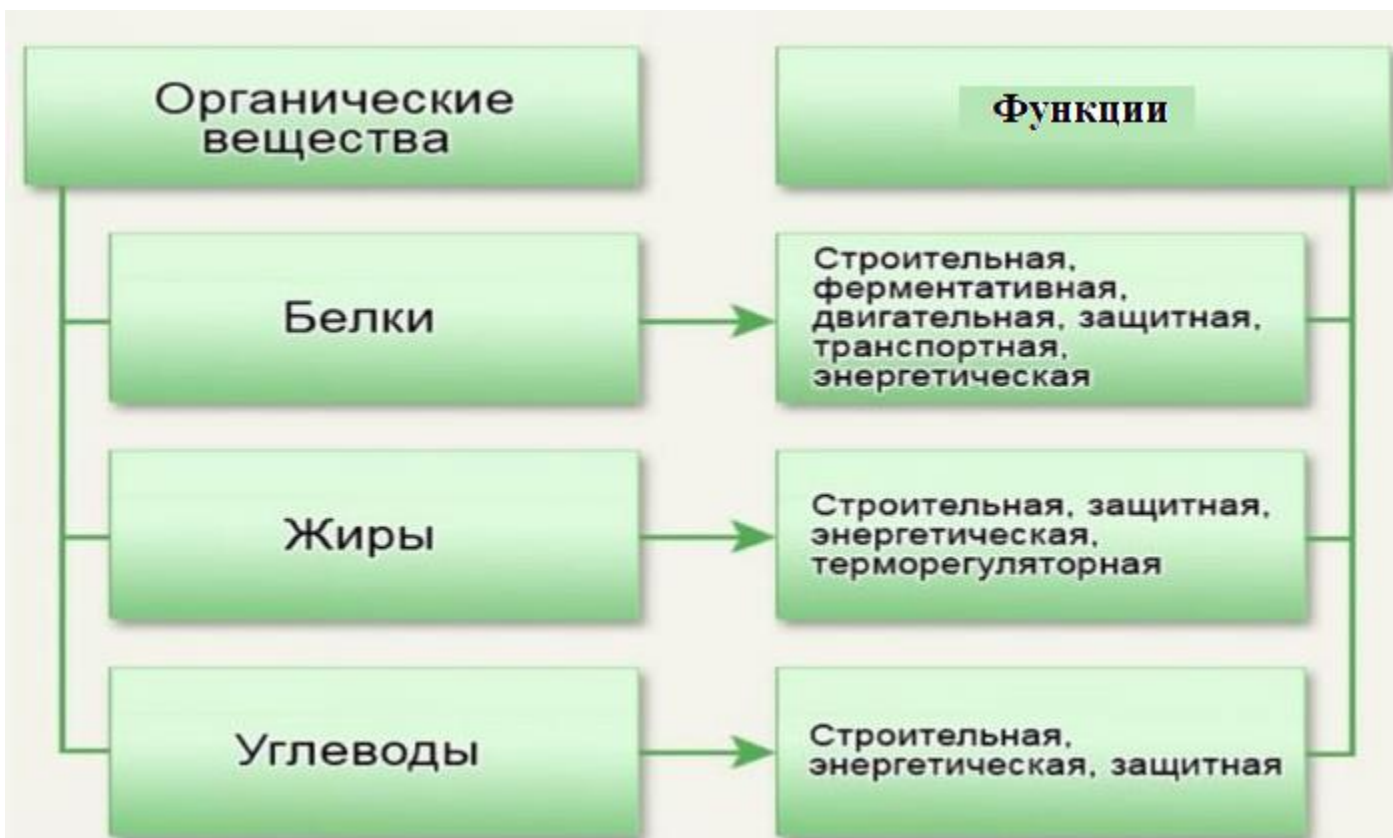 Органические
вещества
Функции
Белки
Строительная,
ферментативная,
двигательная, защитная,
транспортная,
энергетическая
Жиры
Строительная, защитная,
энергетическая,
терморегуляторная
Углеводы
Строительная,
энергетическая, защитная